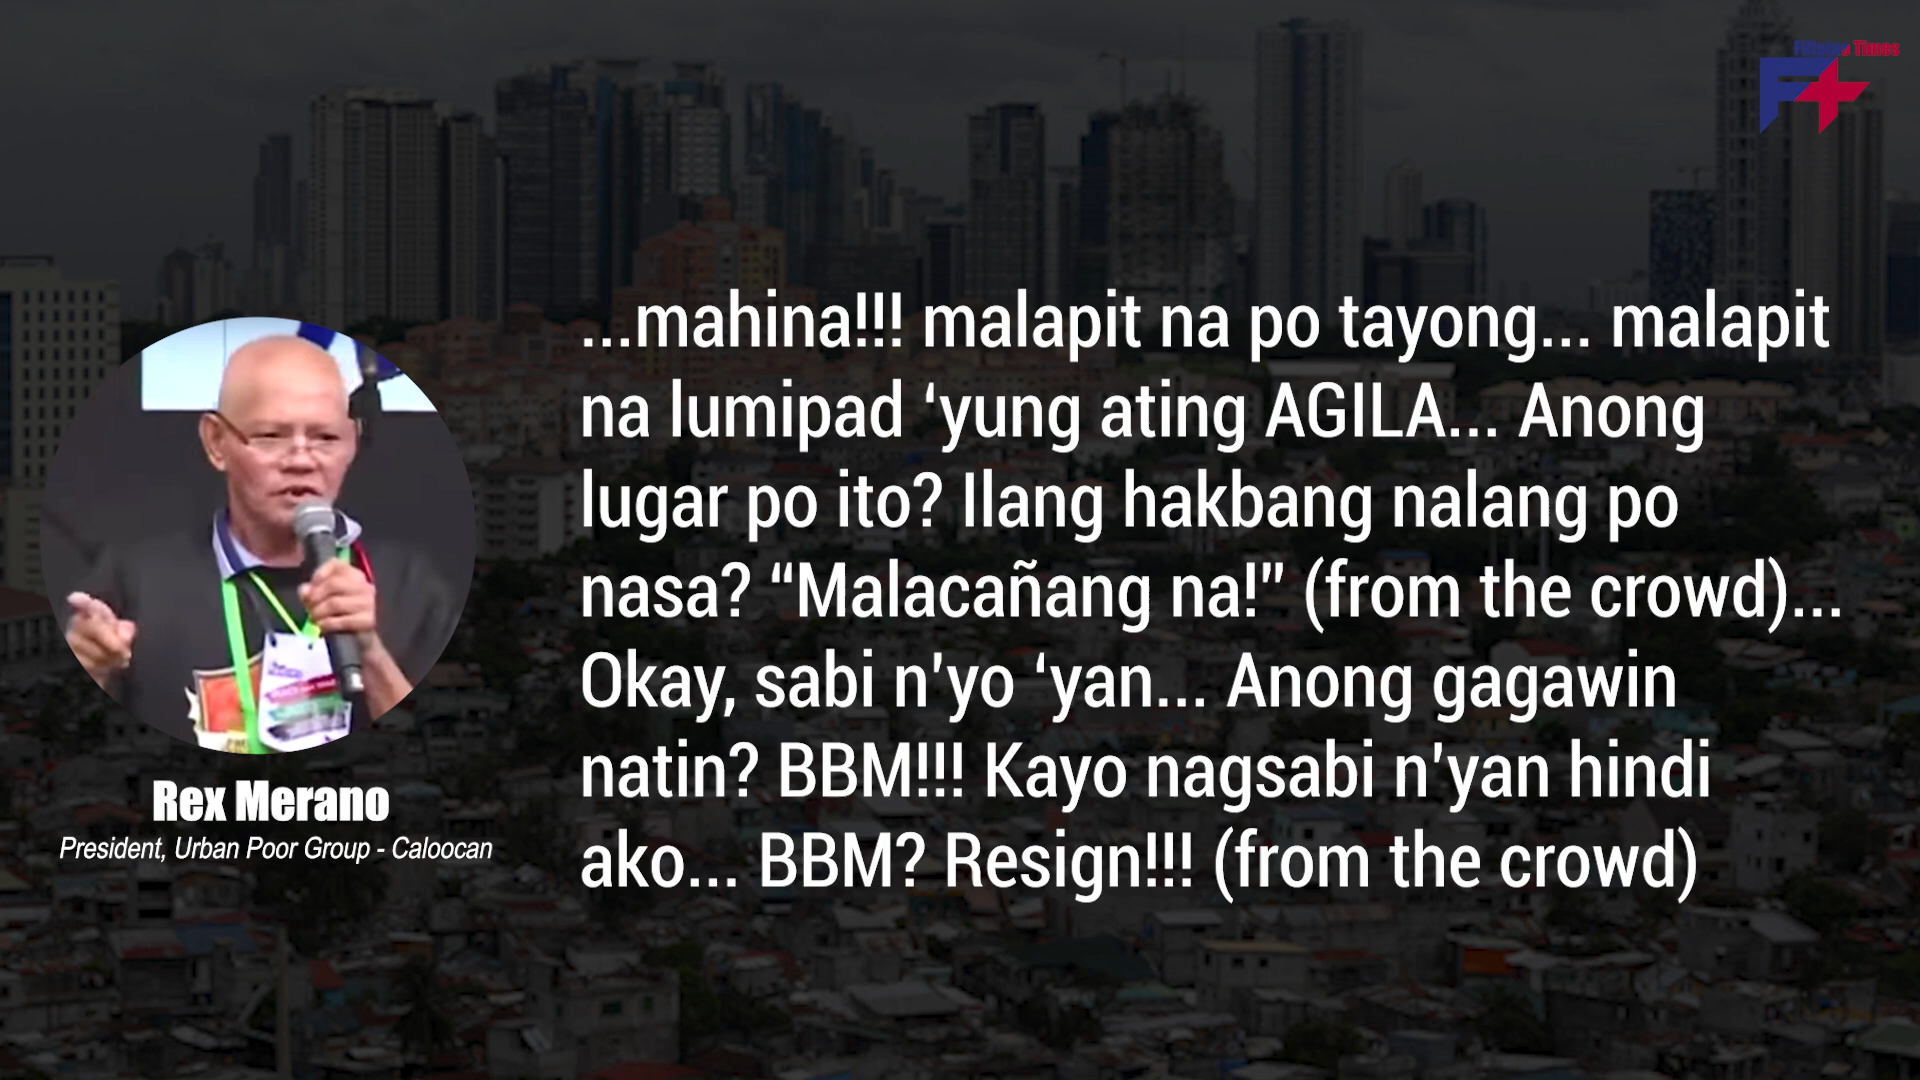 Filipino Times
...mahina!!! malapit na po tayong... malapit
na lumipad ‘yung ating AGILA... Anong
lugar po ito? Ilang hakbang nalang po
nasa? “Malacañang na!” (from the crowd)...
Okay, sabi n’yo ‘yan... Anong gagawin
natin? BBM!!! Kayo nagsabi n’yan hindi
ako... BBM? Resign!!! (from the crowd)
Rex Merano
President, Urban Poor Group - Caloocan